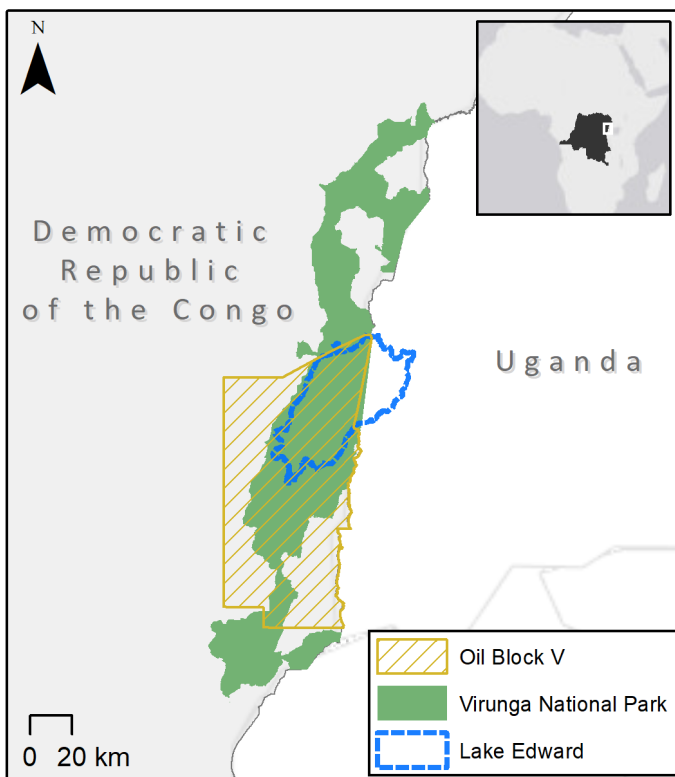 N
Democratic
Republic
of the Congo
Uganda
Oil Block V
Virunga National Park
Lake Edward
0 20 km